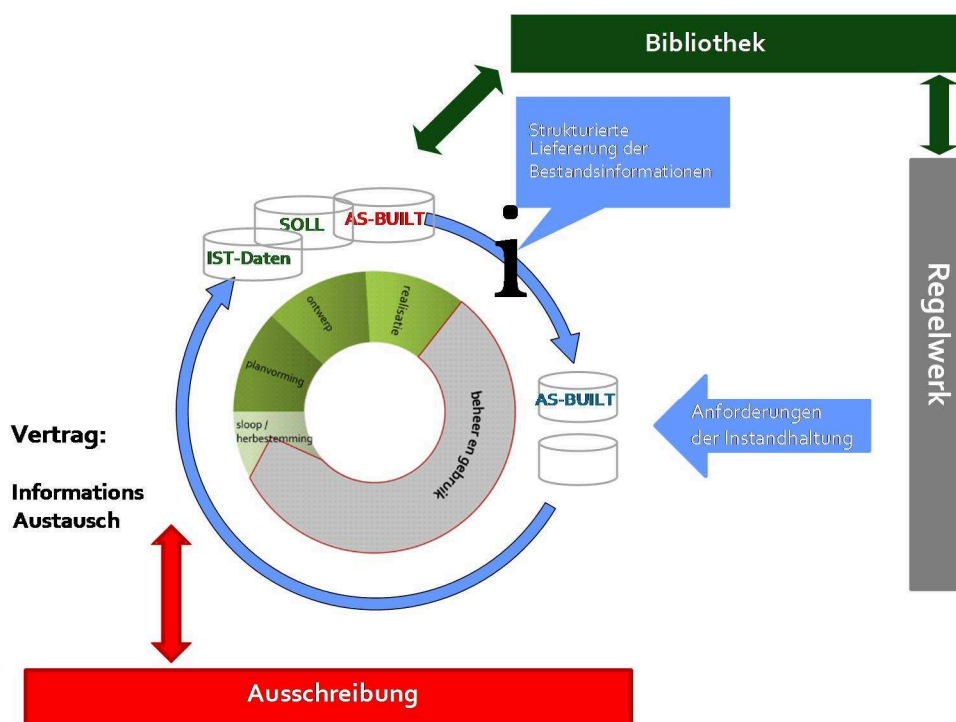 Bibliothek
Strukturierte
Liefererung der
Bestandsinformationen
SOLL
AS-BUILT
IST-Daten
i
Regelwerk
realisatie
ontwerp
planvorming
sloop /
herbestemming
beheer en gebruik
AS-BUILT
Anforderungen
der Instandhaltung
Vertrag:
Informations
Austausch
Ausschreibung